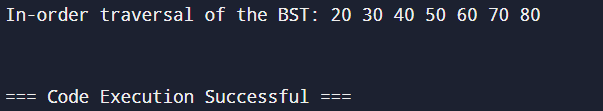 In-order traversal of the BST: 20 30 40 50 60 70 80
=== Code Execution Successful ===